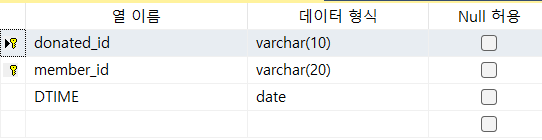 열 이름 데이터 형식 Null 허용
donated_id varchar(10)
member_id varchar(20)
DTIME date